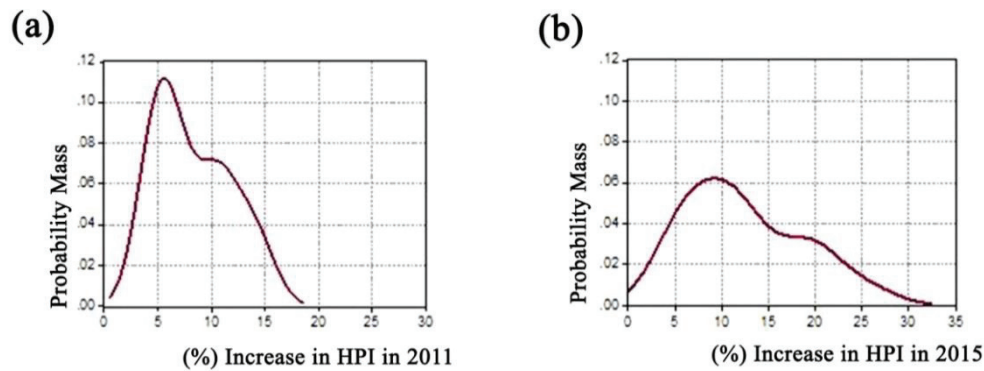 (a)
.12
.10
.08
.06
.04
.02
.00
0 5 10 15 20 25 30
Probability Mass
(%) Increase in HPI in 2011
(b)
.12
.10
.08
.06
.04
.02
.00
0 5 10 15 20 25 30 35
Probability Mass
(%) Increase in HPI in 2015